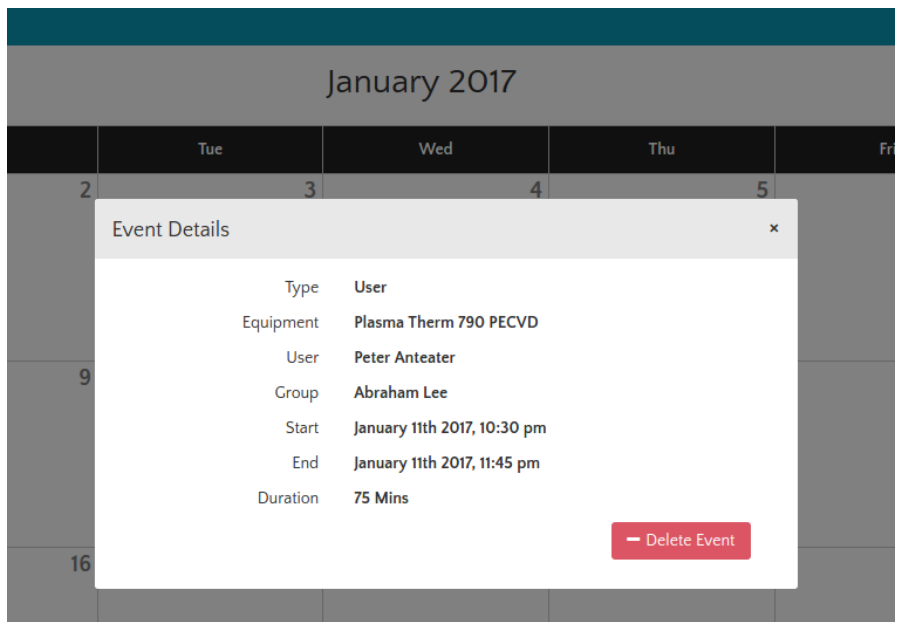 January 2017
Tue Wed Thu Fri
2 3 4 5
Event Details ×
Type User
Equipment Plasma Therm 790 PECVD
User Peter Anteater
9
Group Abraham Lee
Start January 11th 2017, 10:30 pm
End January 11th 2017, 11:45 pm
Duration 75 Mins
Delete Event
16